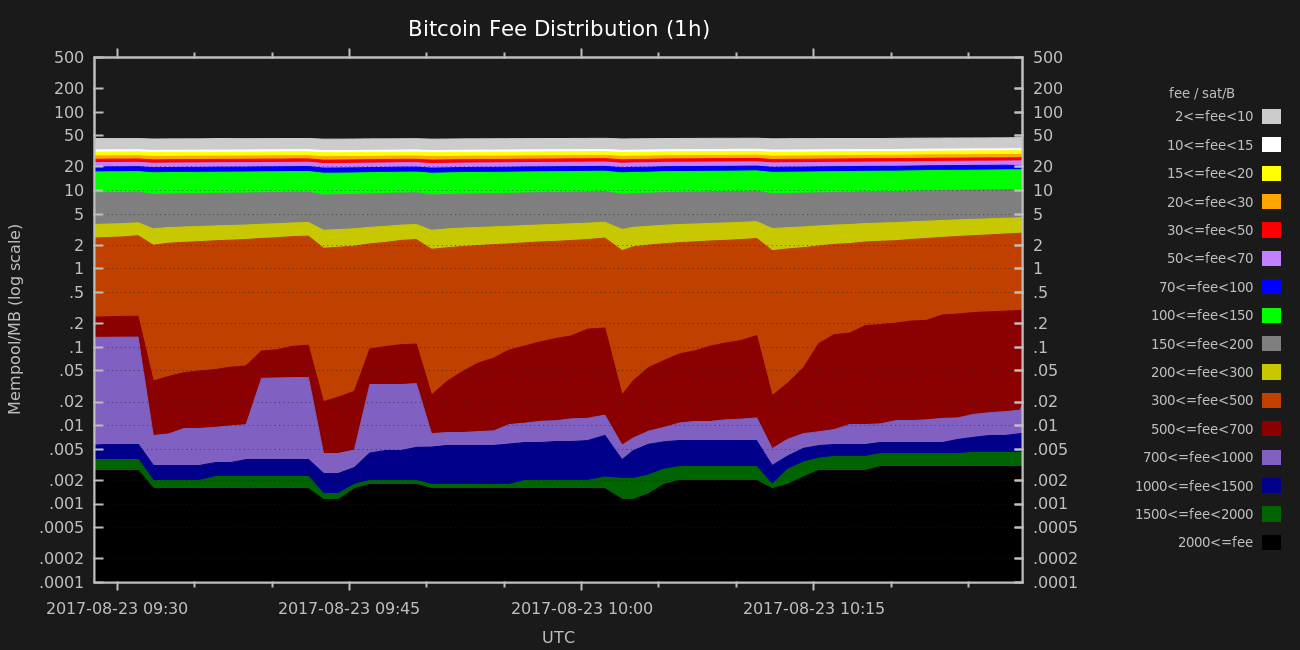 Bitcoin Fee Distribution (1h)
500
200
100
50
20
10
5
2
1
.5
.2
.1
.05
.02
.01
.005
.002
.001
.0005
.0002
.0001
Mempool/MB (log scale)
500
200
100
50
20
10
5
2
1
.5
.2
.1
.05
.02
.01
.005
.002
.001
.0005
.0002
.0001
2017-08-23 09:30 2017-08-23 09:45 2017-08-23 10:00 2017-08-23 10:15
UTC
fee / sat/B
2<=fee<10
10<=fee<15
15<=fee<20
20<=fee<30
30<=fee<50
50<=fee<70
70<=fee<100
100<=fee<150
150<=fee<200
200<=fee<300
300<=fee<500
500<=fee<700
700<=fee<1000
1000<=fee<1500
1500<=fee<2000
2000<=fee